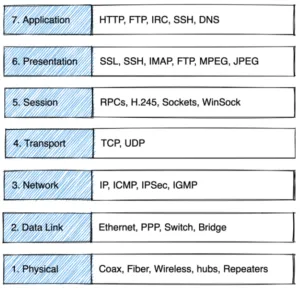 7. Application HTTP, FTP, IRC, SSH, DNS
6. Presentation SSL, SSH, IMAP, FTP, MPEG, JPEG
5. Session RPCs, H.245, Sockets, WinSock
4. Transport TCP, UDP
3. Network IP, ICMP, IPSec, IGMP
2. Data Link Ethernet, PPP, Switch, Bridge
1. Physical Coax, Fiber, Wireless, hubs, Repeaters